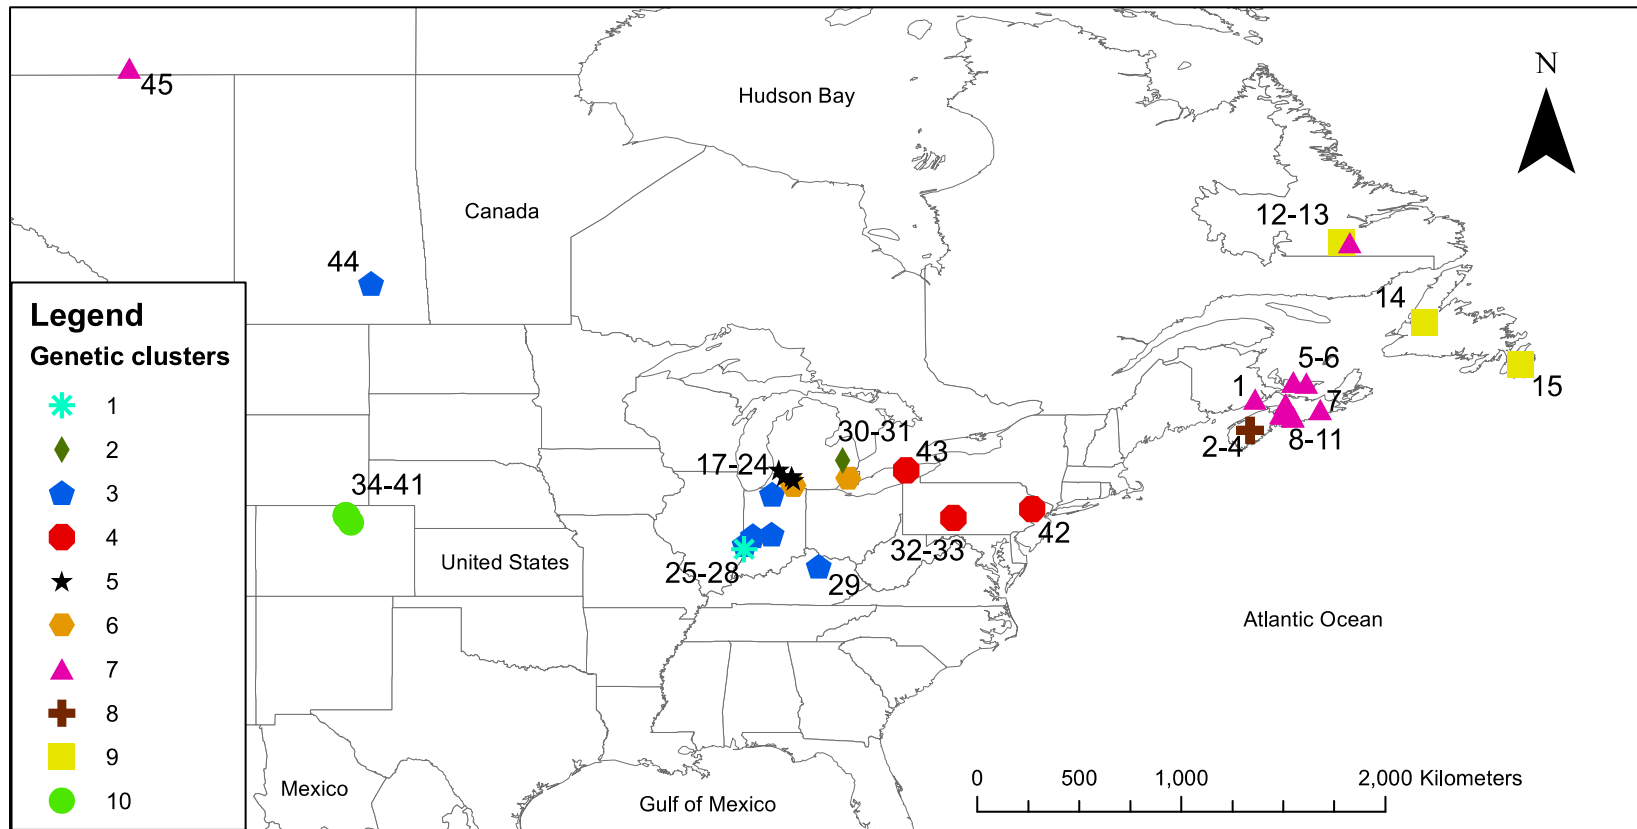 45
Hudson Bay
N
Canada
12-13
44
14
15
5-6
1
7
2-4
8-11
30-31
43
17-24
34-41
42
32-33
United States
25-28
29
Atlantic Ocean
Mexico
Gulf of Mexico
Legend
Genetic clusters
1
2
3
4
5
6
7
8
9
10
0 500 1,000 2,000 Kilometers